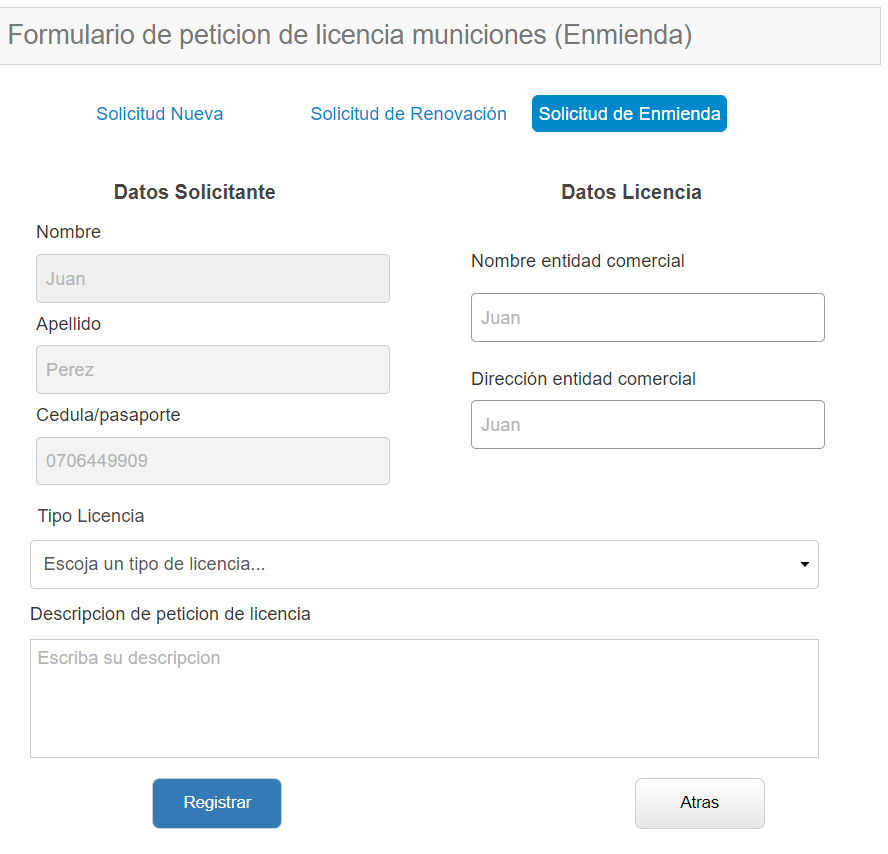 Formulario de peticion de licencia municiones (Enmienda)
Solicitud Nueva
Solicitud de Renovación
Solicitud de Enmienda
Datos Solicitante
Nombre
Juan
Apellido
Perez
Cedula/pasaporte
0706449909
Datos Licencia
Nombre entidad comercial
Juan
Dirección entidad comercial
Juan
Tipo Licencia
Escoja un tipo de licencia...
Descripcion de peticion de licencia
Escriba su descripcion
Registrar
Atras